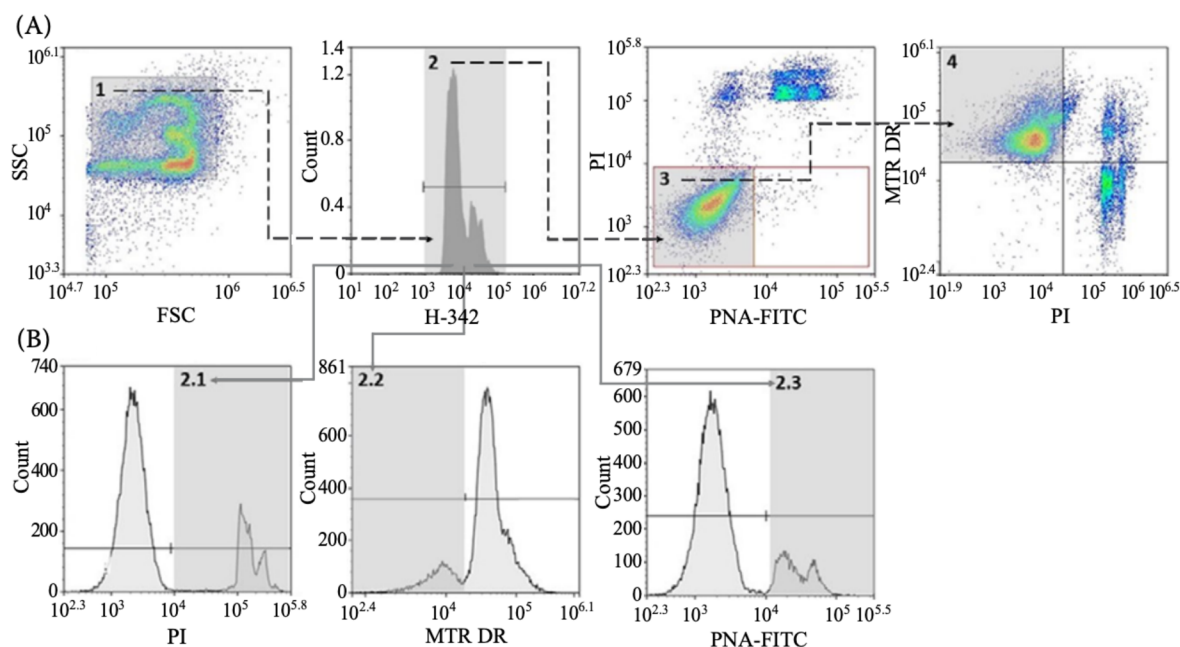 (A)
10^6.1
10^5
10^4
10^3.3
SSC
1
10^4.7 10^5 10^6 10^6.5
FSC
1.4
1.2
0.8
0.4
0
Count
2
10^1 10^2 10^3 10^4 10^5 10^6 10^7.2
H-342
10^5.8
10^5
10^4
10^3
10^2.3
PI
3
10^2.3 10^3 10^4 10^5 10^5.5
PNA-FITC
10^6.1
10^5
10^4
10^2.4
MTR DR
4
10^1.9 10^3 10^4 10^5 10^6 10^6.5
PI
(B)
740
600
400
200
0
Count
2.1
10^2.3 10^3 10^4 10^5 10^5.8
PI
861
600
400
200
0
Count
2.2
10^2.4 10^4 10^5 10^6.1
MTR DR
679
600
500
400
300
200
100
0
Count
2.3
10^2.3 10^3 10^4 10^5 10^5.5
PNA-FITC